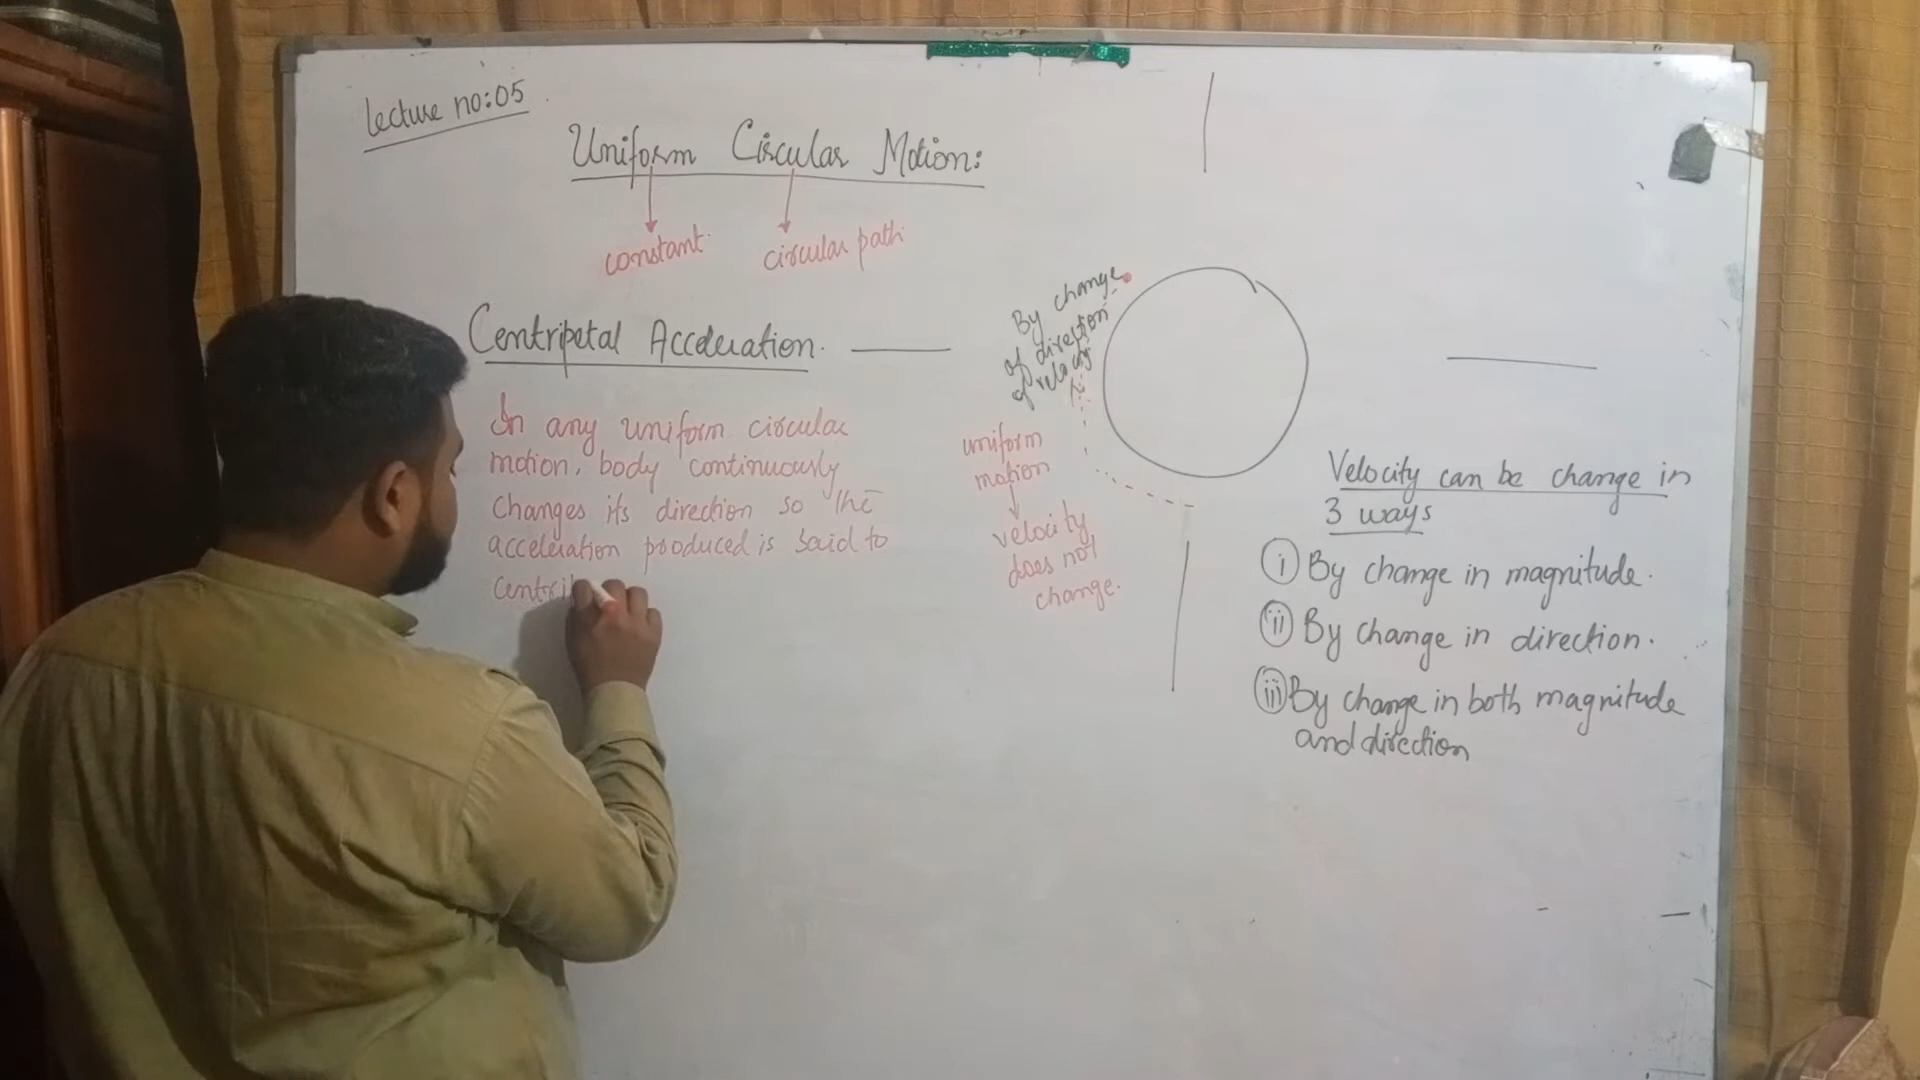 Lecture no:05
Uniform Circular Motion:
constant
circular path
Centripetal Acceleration.
In any uniform circular
motion, body continuously
Changes its direction so the
acceleration produced is said to
Centri
By change
of direction
of velocity
uniform
motion
velocity
does not
change.
Velocity can be change in
3 ways
(i) By change in magnitude.
(ii) By change in direction.
(iii) By change in both magnitude
and direction